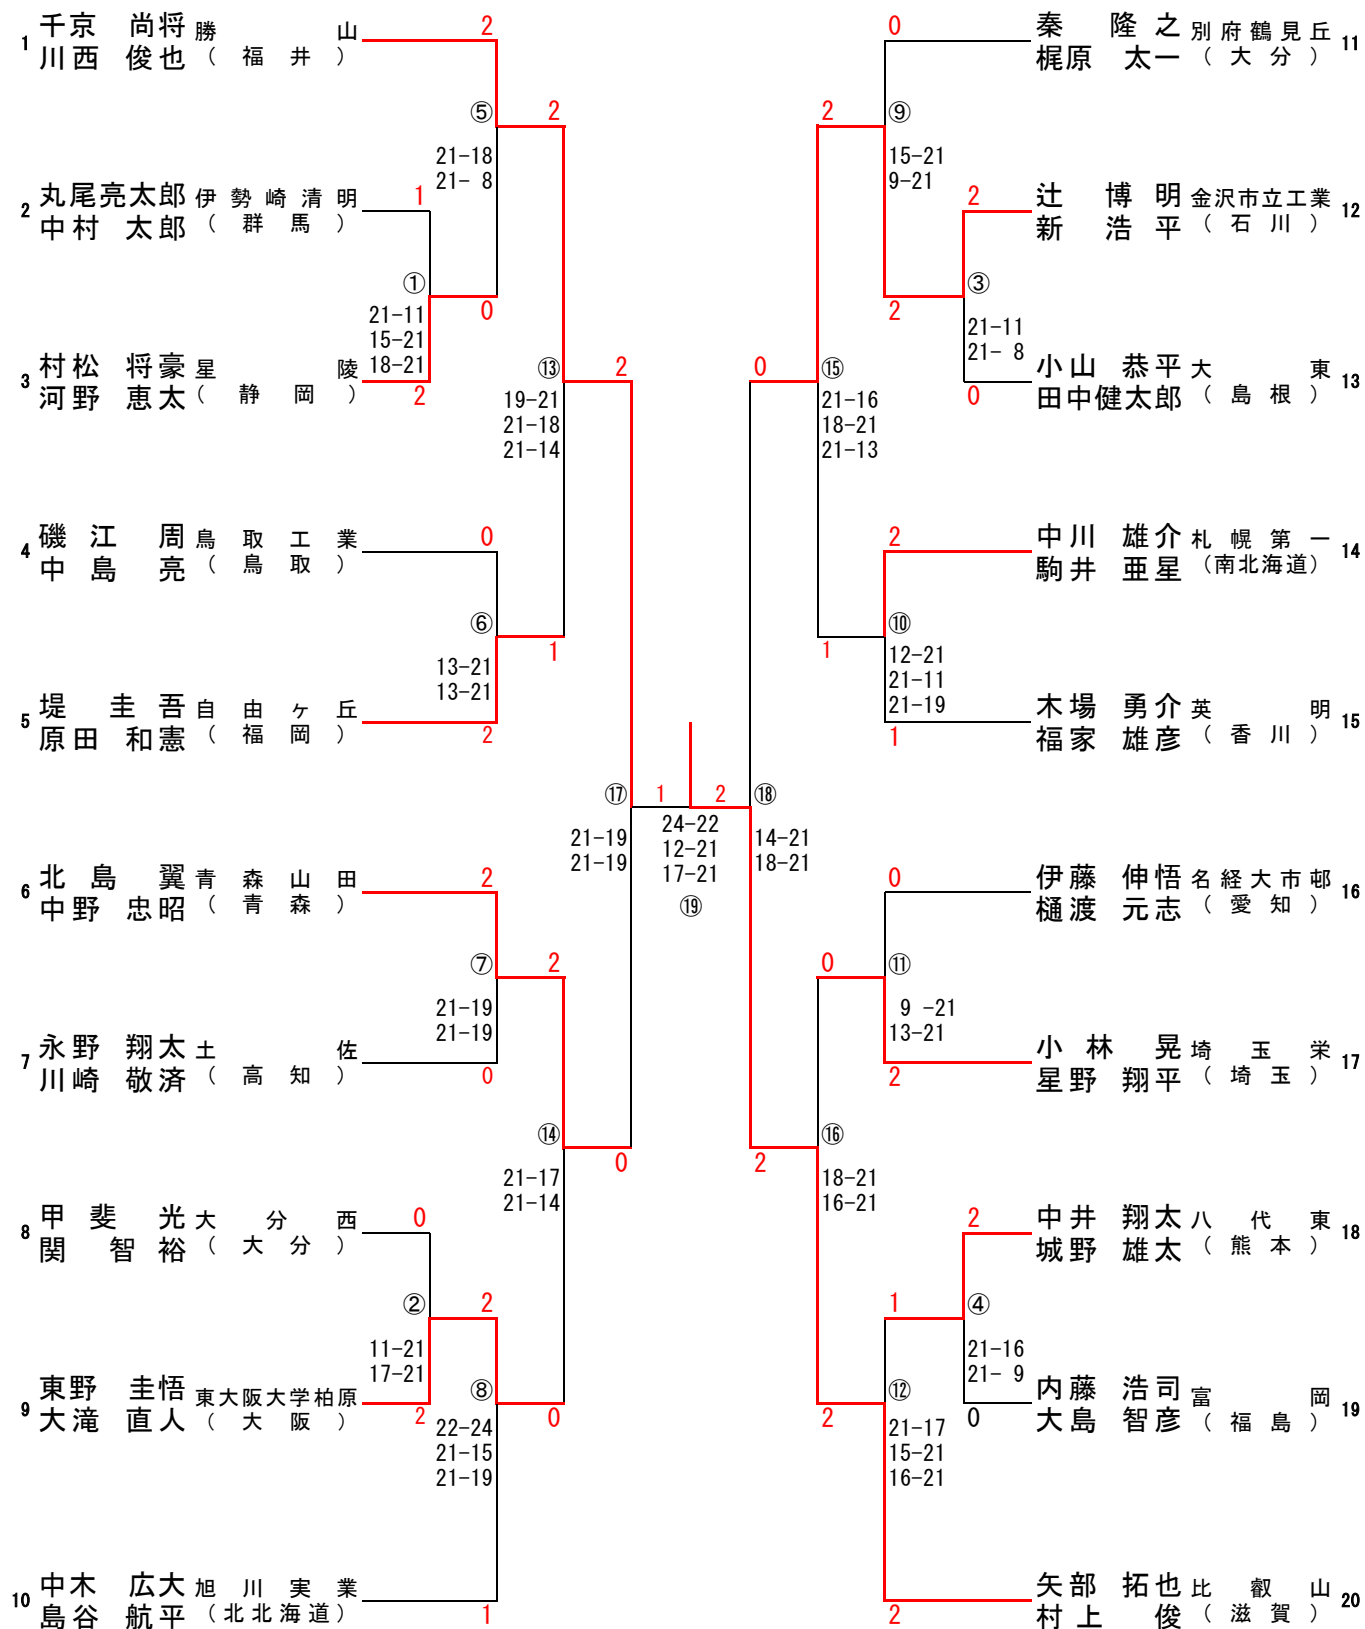 1 千京 尚将 勝山
川西 俊也 (福井)
2
⑤
2
21-18
21- 8
2 丸尾亮太郎 伊勢崎清明
中村 太郎 (群馬)
1
①
0
21-11
15-21
18-21
3 村松 将豪 星陵
河野 恵太 (静岡)
2
⑬
2
19-21
21-18
21-14
4 磯江 周 鳥取工業
中島 亮 (鳥取)
0
⑥
1
13-21
13-21
5 堤 圭吾 自由ヶ丘
原田 和憲 (福岡)
2
⑰
1
21-19
21-19
6 北島 翼 青森山田
中野 忠昭 (青森)
2
⑦
2
21-19
21-19
7 永野 翔太 土佐
川崎 敬済 (高知)
0
⑭
0
21-17
21-14
8 甲斐 光 大分西
関 智裕 (大分)
0
②
2
11-21
17-21
9 東野 圭悟 東大阪大学柏原
大滝 直人 (大阪)
2
⑧
0
22-24
21-15
21-19
10 中木 広大 旭川実業
島谷 航平 (北北海道)
1
24-22
12-21
17-21
⑲
0
秦 隆之 別府鶴見丘 11
梶原 太一 (大分)
2
⑨
15-21
9-21
2
辻 博明 金沢市立工業 12
新 浩平 (石川)
2
③
21-11
21- 8
0
小山 恭平 大東 13
田中健太郎 (島根)
0
⑮
21-16
18-21
21-13
2
中川 雄介 札幌第一 14
駒井 亜星 (南北海道)
1
⑩
12-21
21-11
21-19
1
木場 勇介 英明 15
福家 雄彦 (香川)
2
⑱
14-21
18-21
0
伊藤 伸悟 名経大市邨 16
樋渡 元志 (愛知)
0
⑪
9 -21
13-21
2
小林 晃 埼玉栄 17
星野 翔平 (埼玉)
2
⑯
18-21
16-21
2
中井 翔太 八代東 18
城野 雄太 (熊本)
1
④
21-16
21- 9
0
内藤 浩司 富岡 19
大島 智彦 (福島)
2
⑫
21-17
15-21
16-21
2
矢部 拓也 比叡山 20
村上 俊 (滋賀)